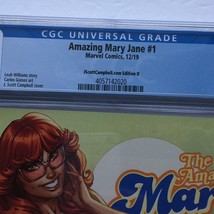 CGC UNIVERSAL GRADE
Amazing Mary Jane #1
Marvel Comics, 12/19
JScottCampbell.com Edition D
Leah Williams story
Carlos Gomez art
J. Scott Campbell cover
4057142020
The
Ama
Mar